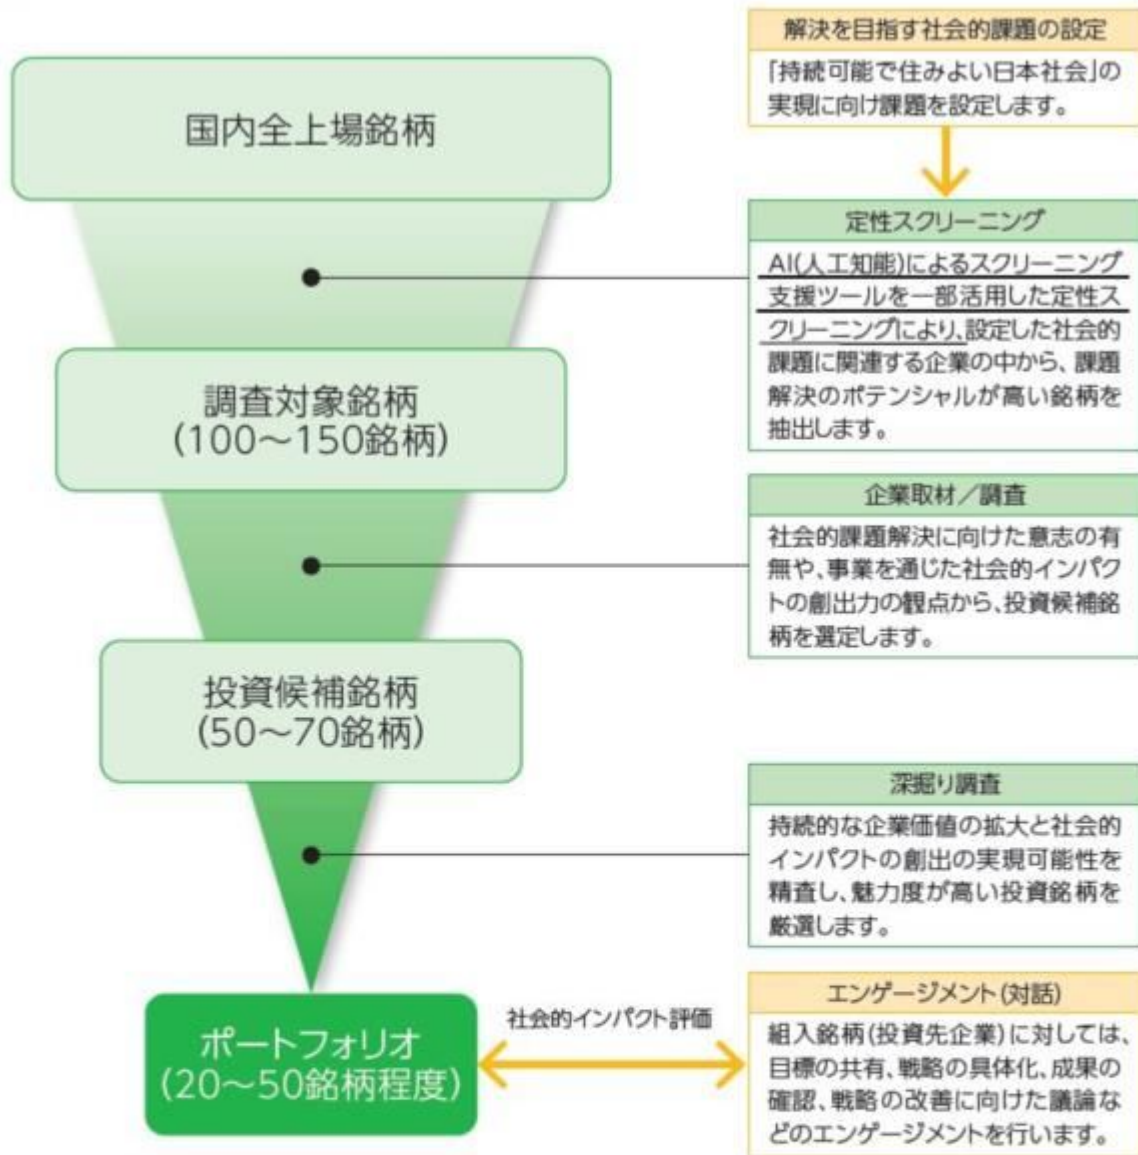 解決を目指す社会的課題の設定
「持続可能で住みよい日本社会」の
実現に向け課題を設定します。
国内全上場銘柄
定性スクリーニング
AI(人工知能)によるスクリーニング
支援ツールを一部活用した定性ス
クリーニングにより、設定した社会的
課題に関連する企業の中から、課題
解決のポテンシャルが高い銘柄を
抽出します。
調査対象銘柄
(100〜150銘柄)
企業取材／調査
社会的課題解決に向けた意志の有
無や、事業を通じた社会的インパク
トの創出力の観点から、投資候補銘
柄を選定します。
投資候補銘柄
(50〜70銘柄)
深掘り調査
持続的な企業価値の拡大と社会的
インパクトの創出の実現可能性を
精査し、魅力度が高い投資銘柄を
厳選します。
ポートフォリオ
(20〜50銘柄程度)
社会的インパクト評価
エンゲージメント(対話)
組入銘柄(投資先企業)に対しては、
目標の共有、戦略の具体化、成果の
確認、戦略の改善に向けた議論な
どのエンゲージメントを行います。